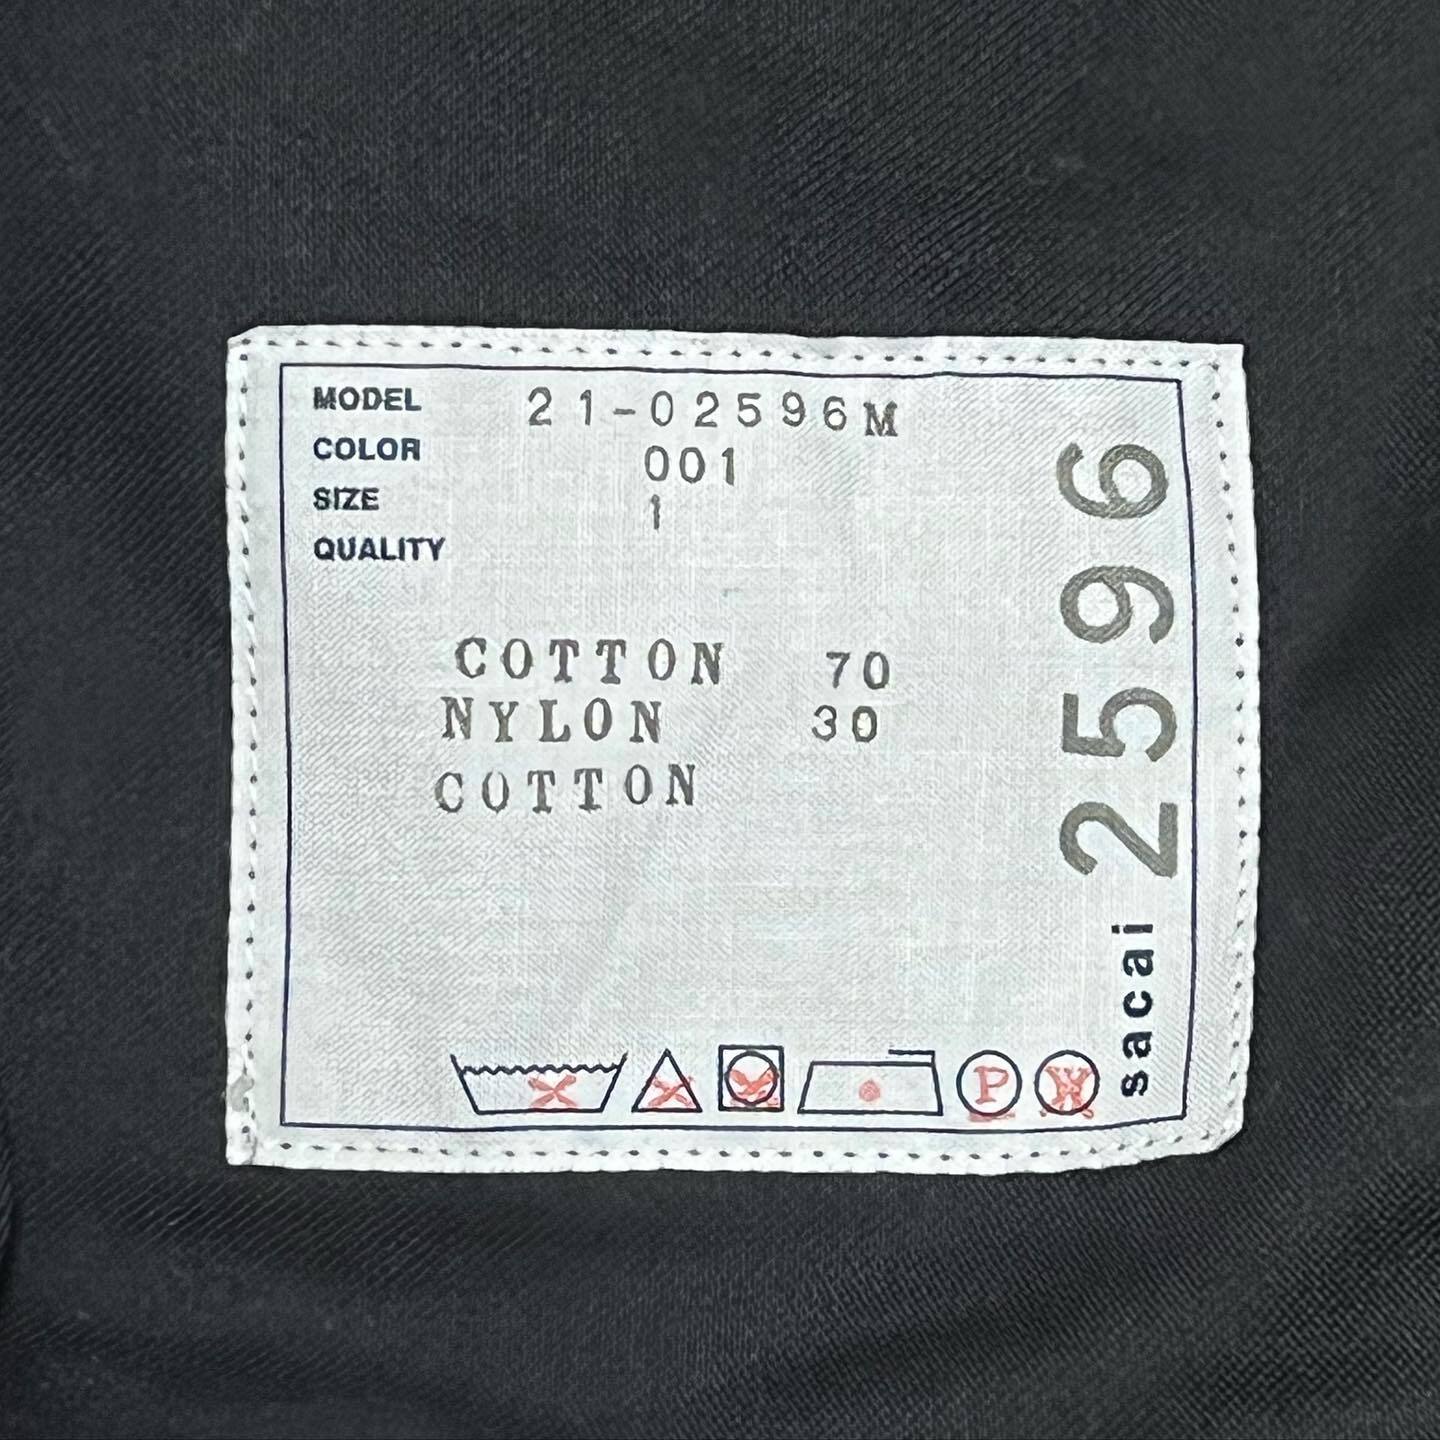 MODEL 21-02596M
COLOR 001
SIZE 1
QUALITY
COTTON 70
NYLON 30
COTTON
sacai 2596
P W